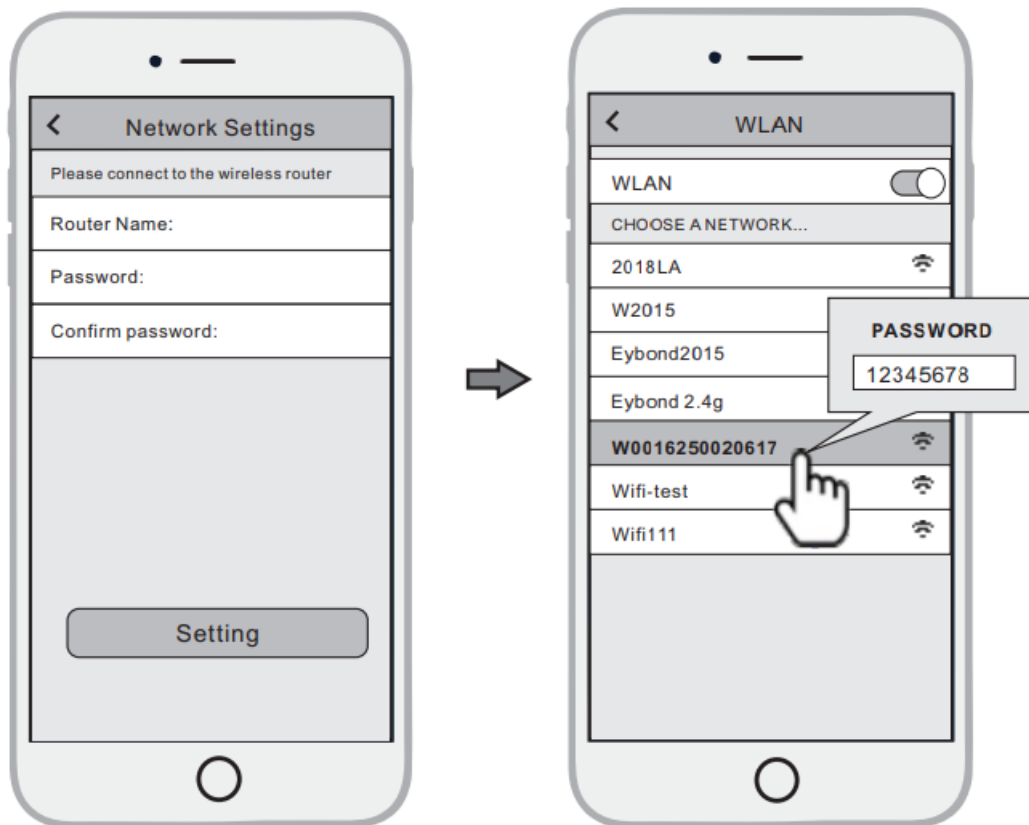 Network Settings
Please connect to the wireless router
Router Name:
Password:
Confirm password:
Setting
WLAN
WLAN
CHOOSE A NETWORK...
2018LA
W2015
Eybond2015
Eybond 2.4g
W0016250020617
Wifi-test
Wifi111
PASSWORD
12345678